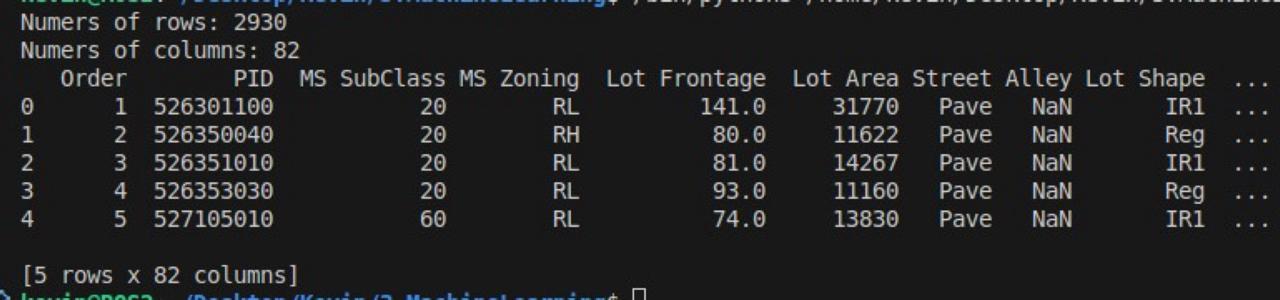 Numers of rows: 2930
Numers of columns: 82
Order PID MS SubClass MS Zoning Lot Frontage Lot Area Street Alley Lot Shape ...
0 1 526301100 20 RL 141.0 31770 Pave NaN IR1 ...
1 2 526350040 20 RH 80.0 11622 Pave NaN Reg ...
2 3 526351010 20 RL 81.0 14267 Pave NaN IR1 ...
3 4 526353030 20 RL 93.0 11160 Pave NaN Reg ...
4 5 527105010 60 RL 74.0 13830 Pave NaN IR1 ...
[5 rows x 82 columns]